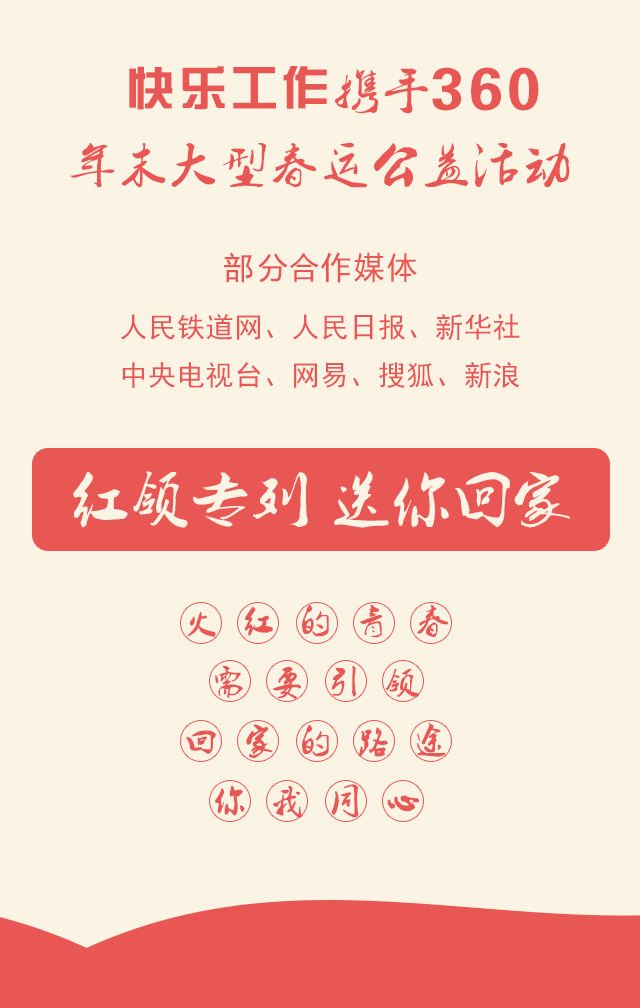 快乐工作携手360
年末大型春运公益活动
部分合作媒体
人民铁道网、人民日报、新华社
中央电视台、网易、搜狐、新浪
红领专列 送你回家
火红的青春
需要引领
回家的路途
你我同心